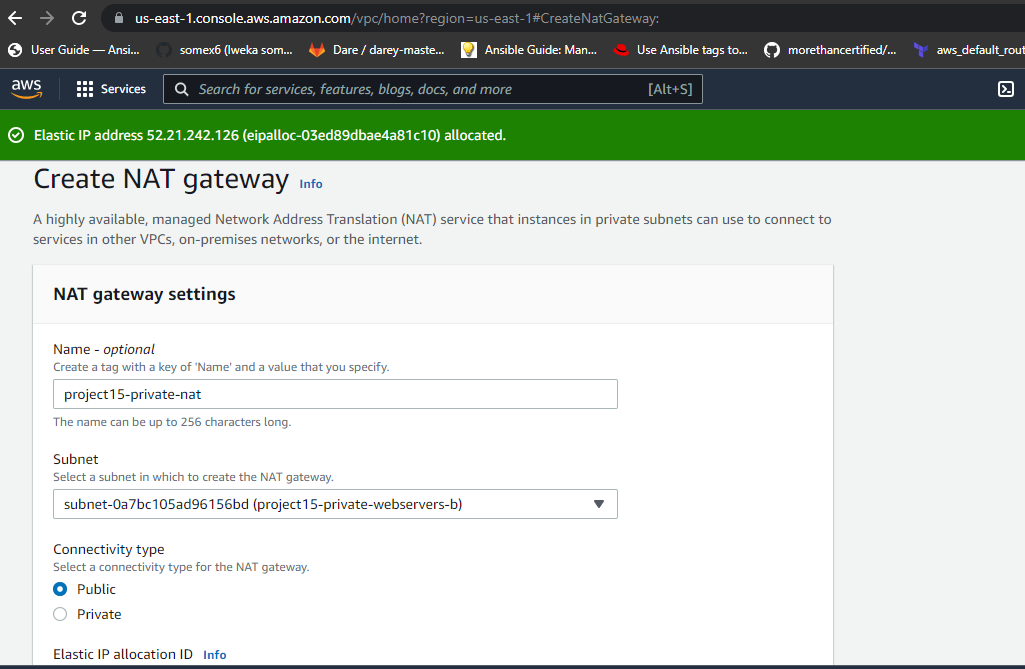 us-east-1.console.aws.amazon.com/vpc/home?region=us-east-1#CreateNatGateway:
User Guide — Ansi... somex6 (Iweka som... Dare / darey-maste... Ansible Guide: Man... Use Ansible tags to... morethancertified/... aws_default_rout
aws Services Search for services, features, blogs, docs, and more [Alt+S]
Elastic IP address 52.21.242.126 (eipalloc-03ed89dbae4a81c10) allocated.
Create NAT gateway Info
A highly available, managed Network Address Translation (NAT) service that instances in private subnets can use to connect to
services in other VPCs, on-premises networks, or the internet.
NAT gateway settings
Name - optional
Create a tag with a key of 'Name' and a value that you specify.
project15-private-nat
The name can be up to 256 characters long.
Subnet
Select a subnet in which to create the NAT gateway.
subnet-0a7bc105ad96156bd (project15-private-webservers-b)
Connectivity type
Select a connectivity type for the NAT gateway.
Public
Private
Elastic IP allocation ID Info